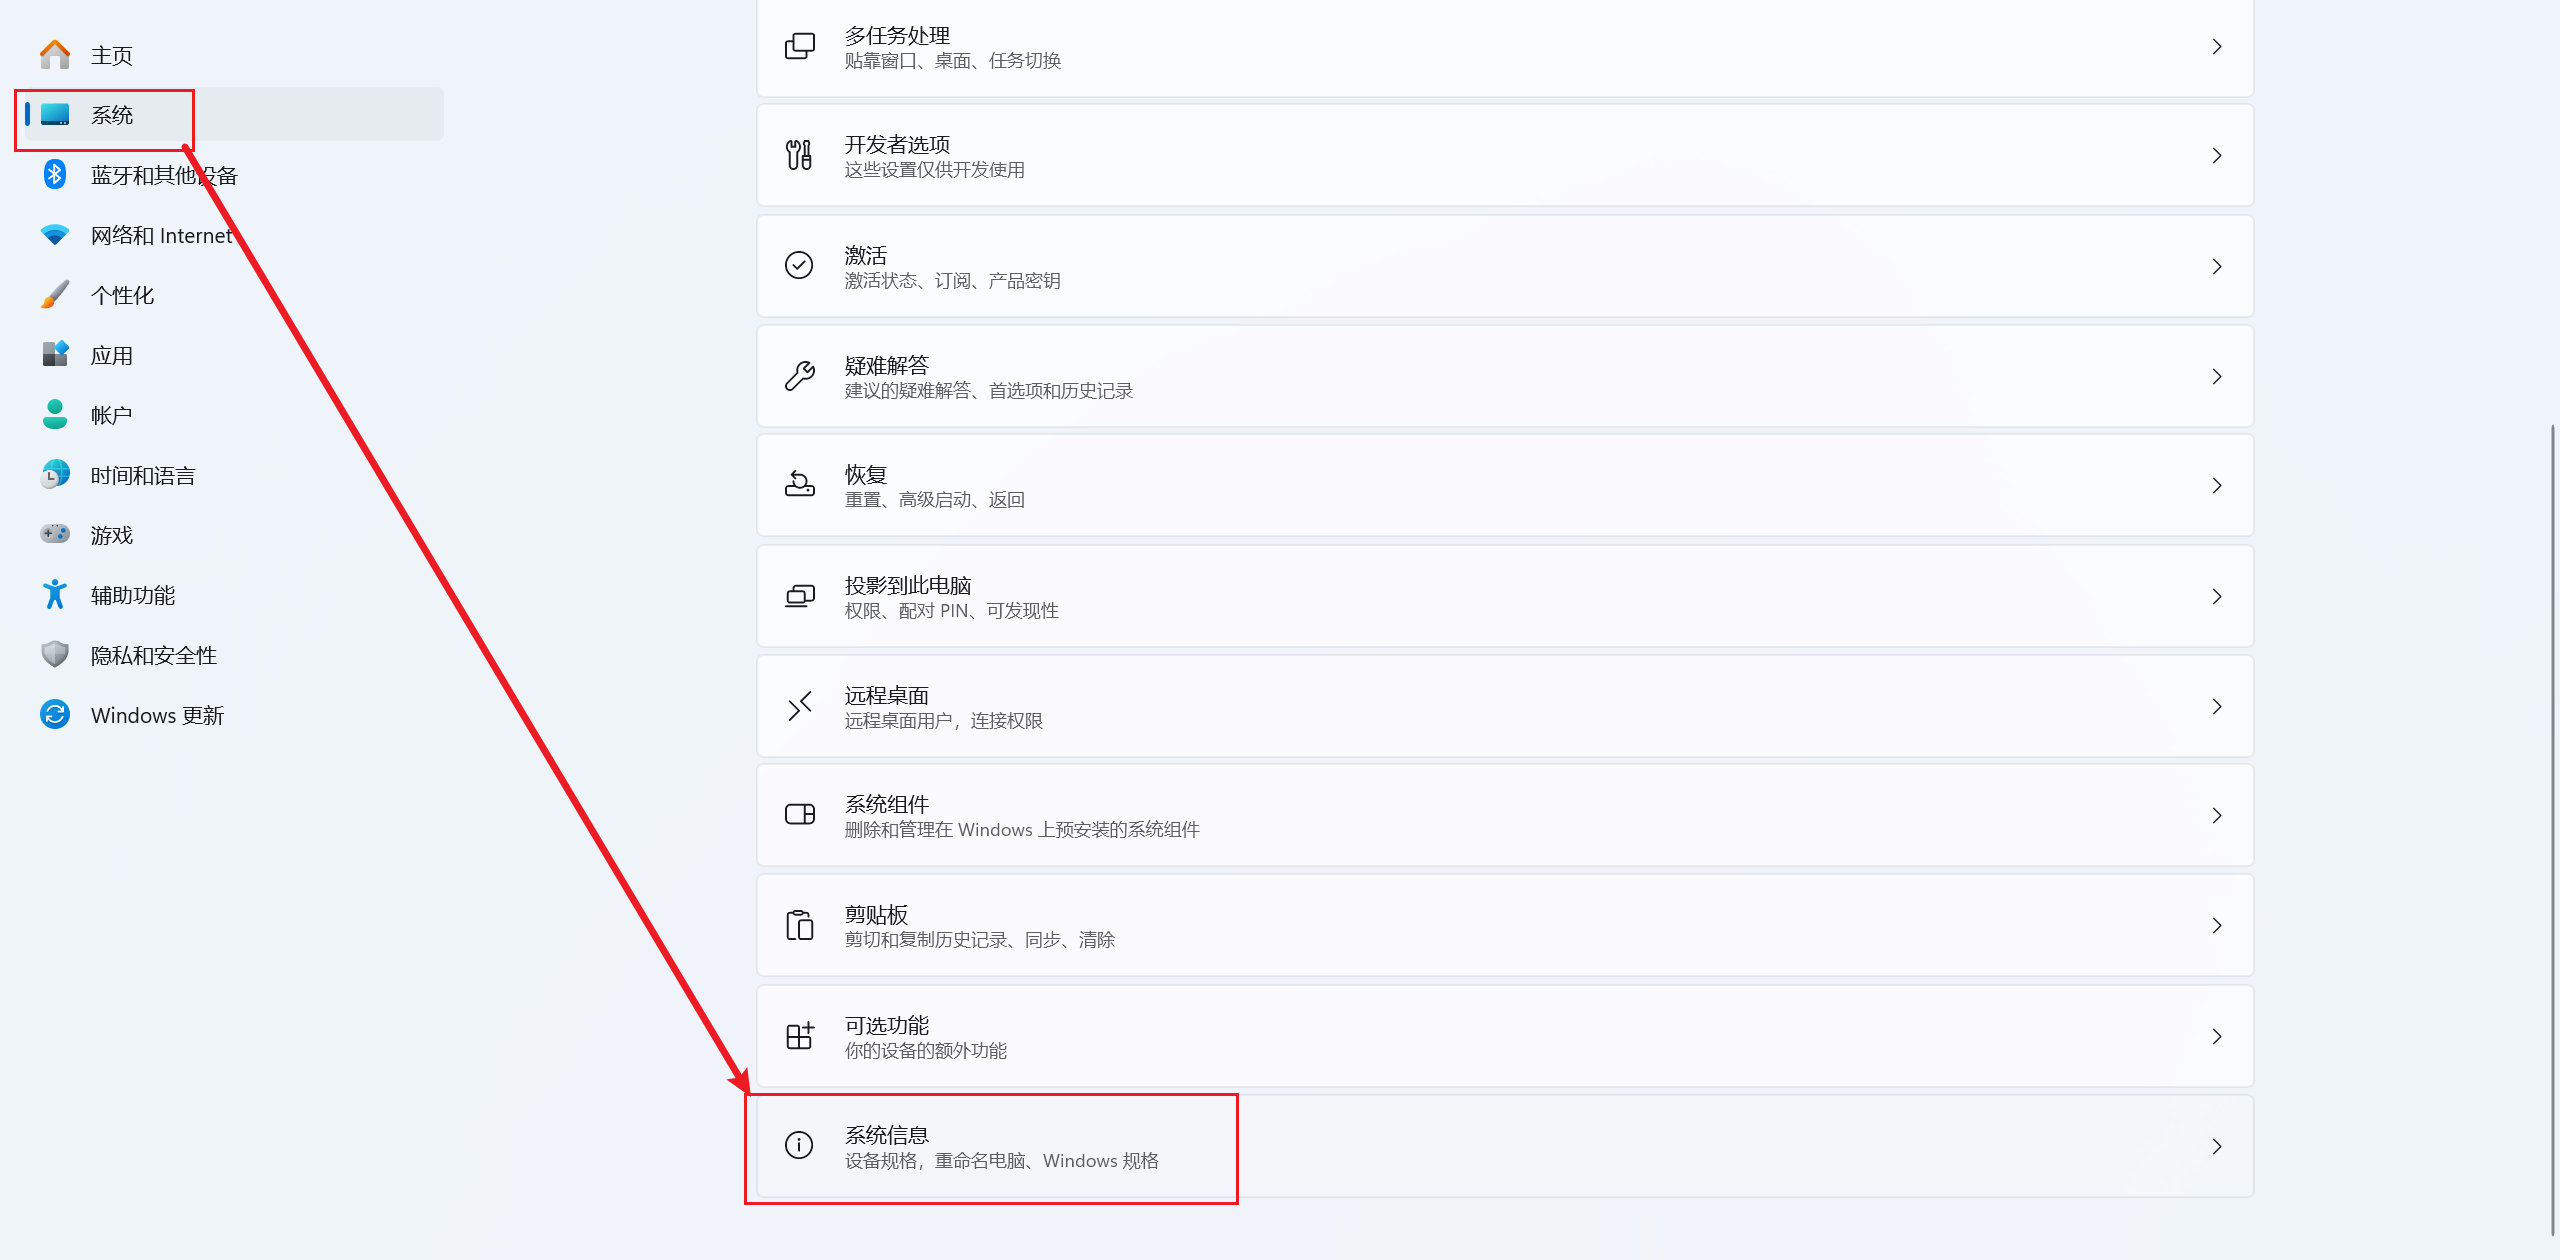 主页
系统
蓝牙和其他设备
网络和 Internet
个性化
应用
帐户
时间和语言
游戏
辅助功能
隐私和安全性
Windows 更新
多任务处理
贴靠窗口、桌面、任务切换
开发者选项
这些设置仅供开发使用
激活
激活状态、订阅、产品密钥
疑难解答
建议的疑难解答、首选项和历史记录
恢复
重置、高级启动、返回
投影到此电脑
权限、配对 PIN、可发现性
远程桌面
远程桌面用户，连接权限
系统组件
删除和管理在 Windows 上预安装的系统组件
剪贴板
剪切和复制历史记录、同步、清除
可选功能
你的设备的额外功能
系统信息
设备规格，重命名电脑、Windows 规格